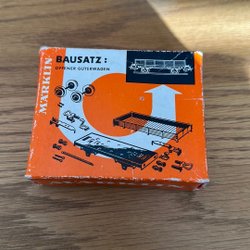 MÄRKLIN
BAUSATZ:
OFFENER GÜTERWAGEN